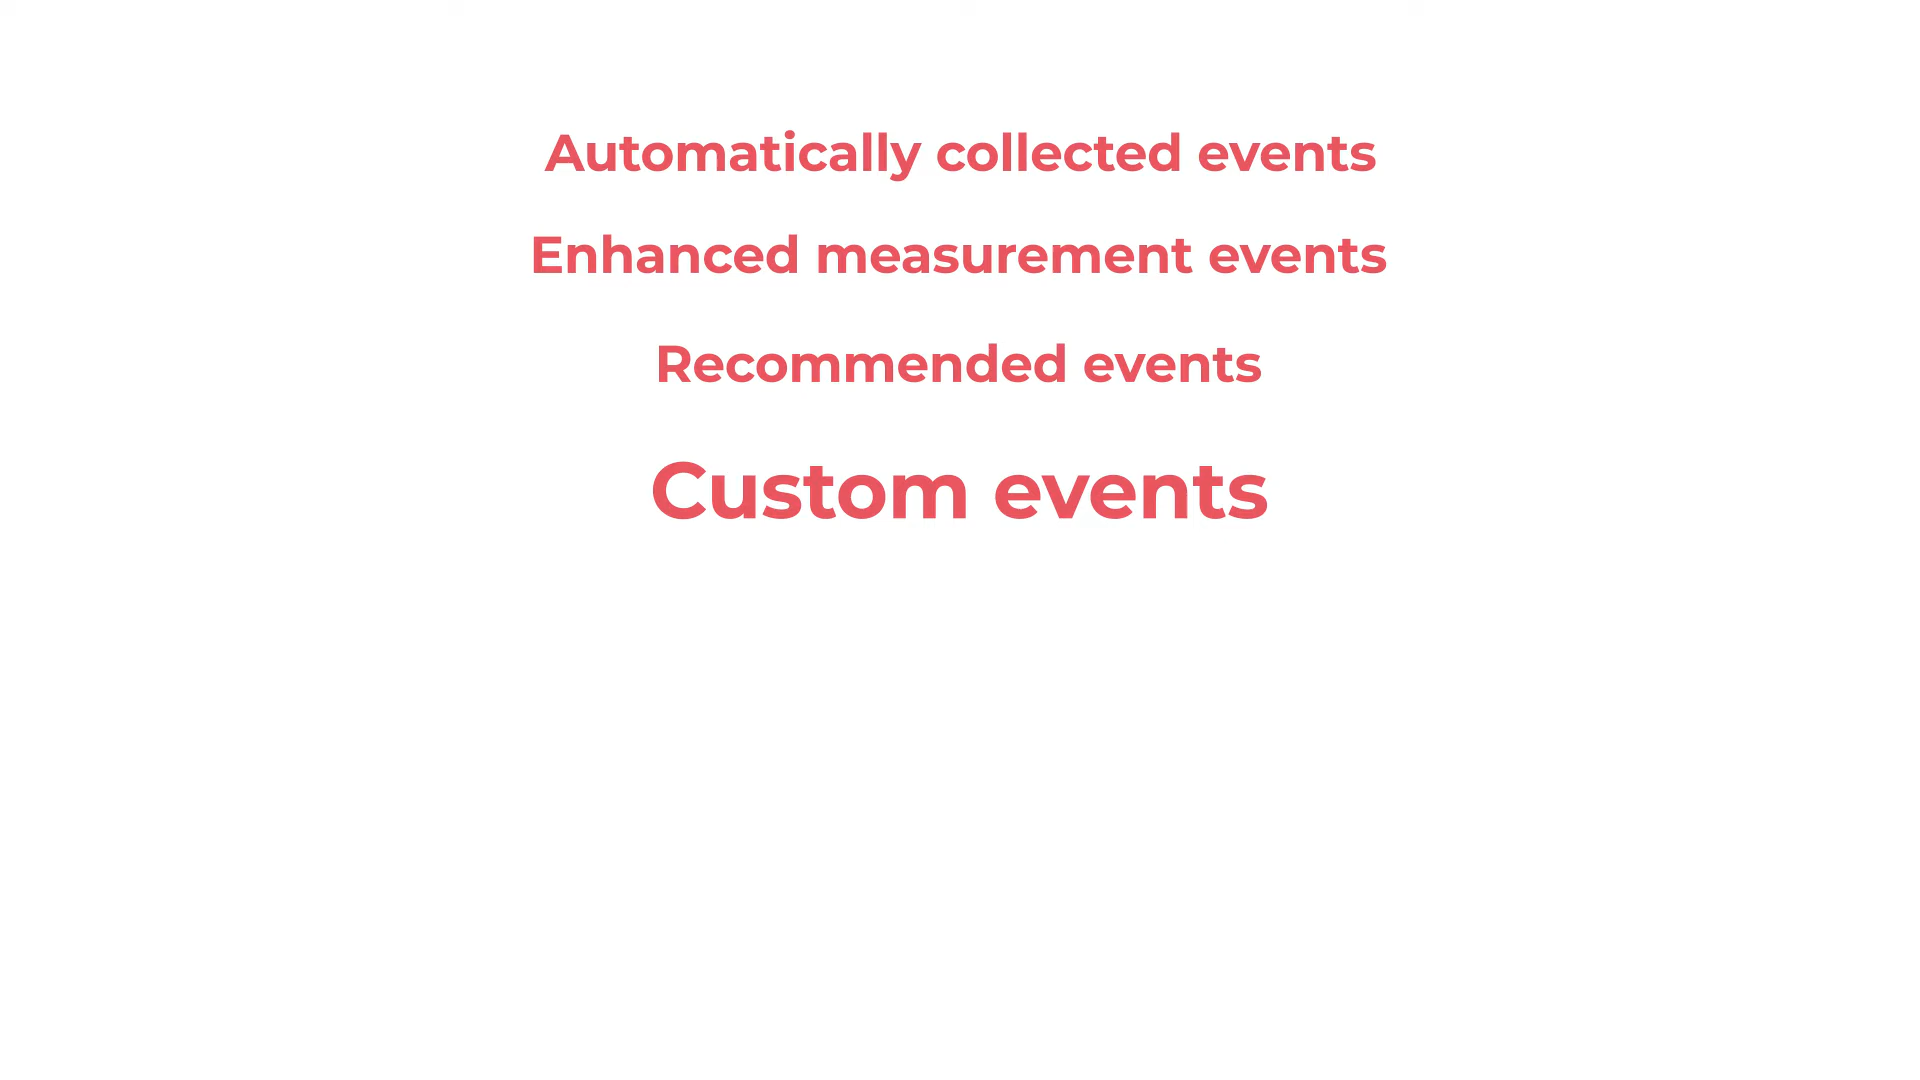 Automatically collected events
Enhanced measurement events
Recommended events
Custom events